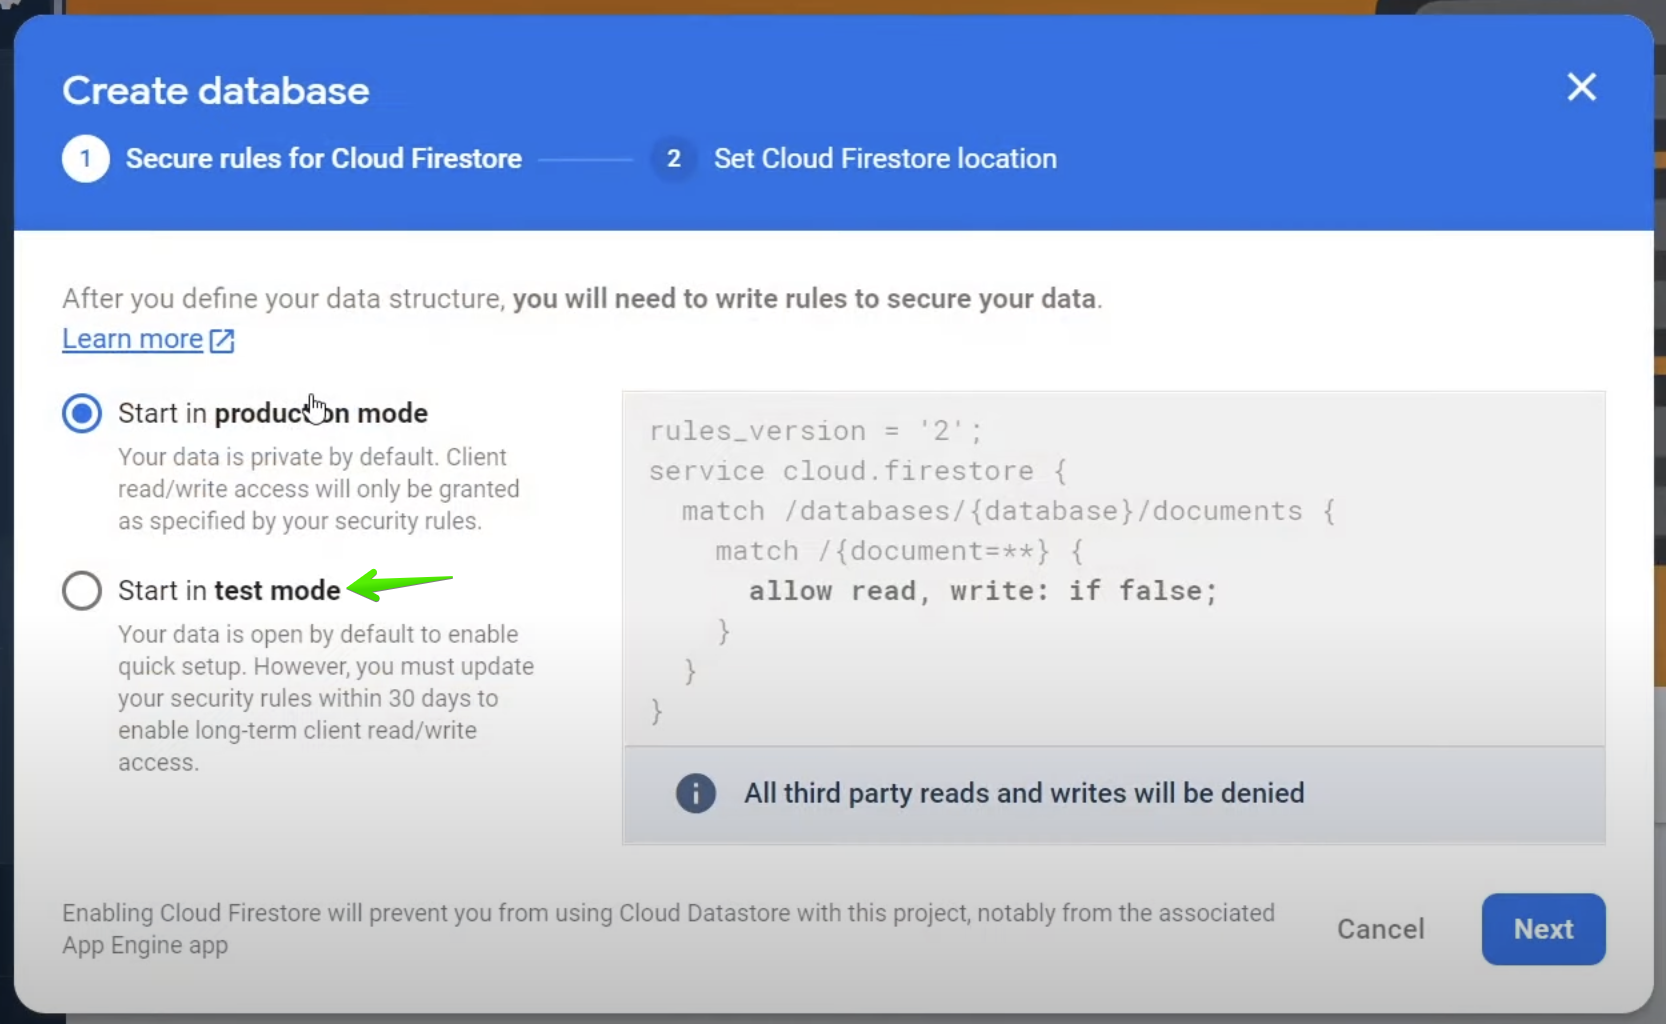 Create database
1 Secure rules for Cloud Firestore 2 Set Cloud Firestore location
After you define your data structure, you will need to write rules to secure your data.
Learn more
Start in production mode
Your data is private by default. Client
read/write access will only be granted
as specified by your security rules.
Start in test mode
Your data is open by default to enable
quick setup. However, you must update
your security rules within 30 days to
enable long-term client read/write
access.
rules_version = '2';
service cloud.firestore {
  match /databases/{database}/documents {
    match /{document=**} {
      allow read, write: if false;
    }
  }
}
All third party reads and writes will be denied
Enabling Cloud Firestore will prevent you from using Cloud Datastore with this project, notably from the associated
App Engine app
Cancel
Next